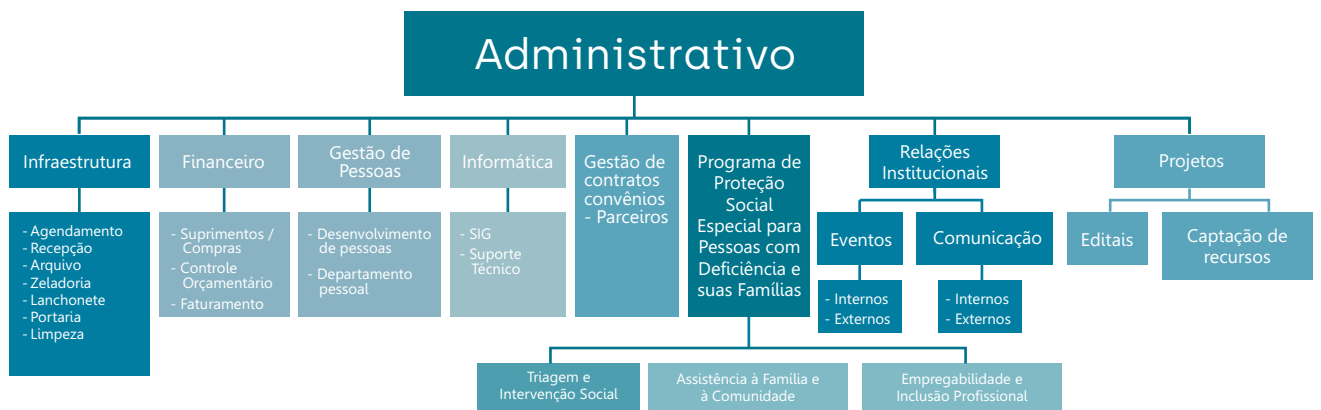 Administrativo
Infraestrutura
- Agendamento
- Recepção
- Arquivo
- Zeladoria
- Lanchonete
- Portaria
- Limpeza
Financeiro
- Suprimentos /
Compras
- Controle
Orçamentário
- Faturamento
Gestão de
Pessoas
- Desenvolvimento
de pessoas
- Departamento
pessoal
Informática
- SIG
- Suporte
Técnico
Gestão de
contratos
convênios
- Parceiros
Programa de
Proteção
Social
Especial para
Pessoas com
Deficiência e
suas Famílias
Triagem e
Intervenção Social
Assistência à Família e
à Comunidade
Empregabilidade e
Inclusão Profissional
Relações
Institucionais
Eventos
- Internos
- Externos
Comunicação
- Internos
- Externos
Projetos
Editais
Captação de
recursos